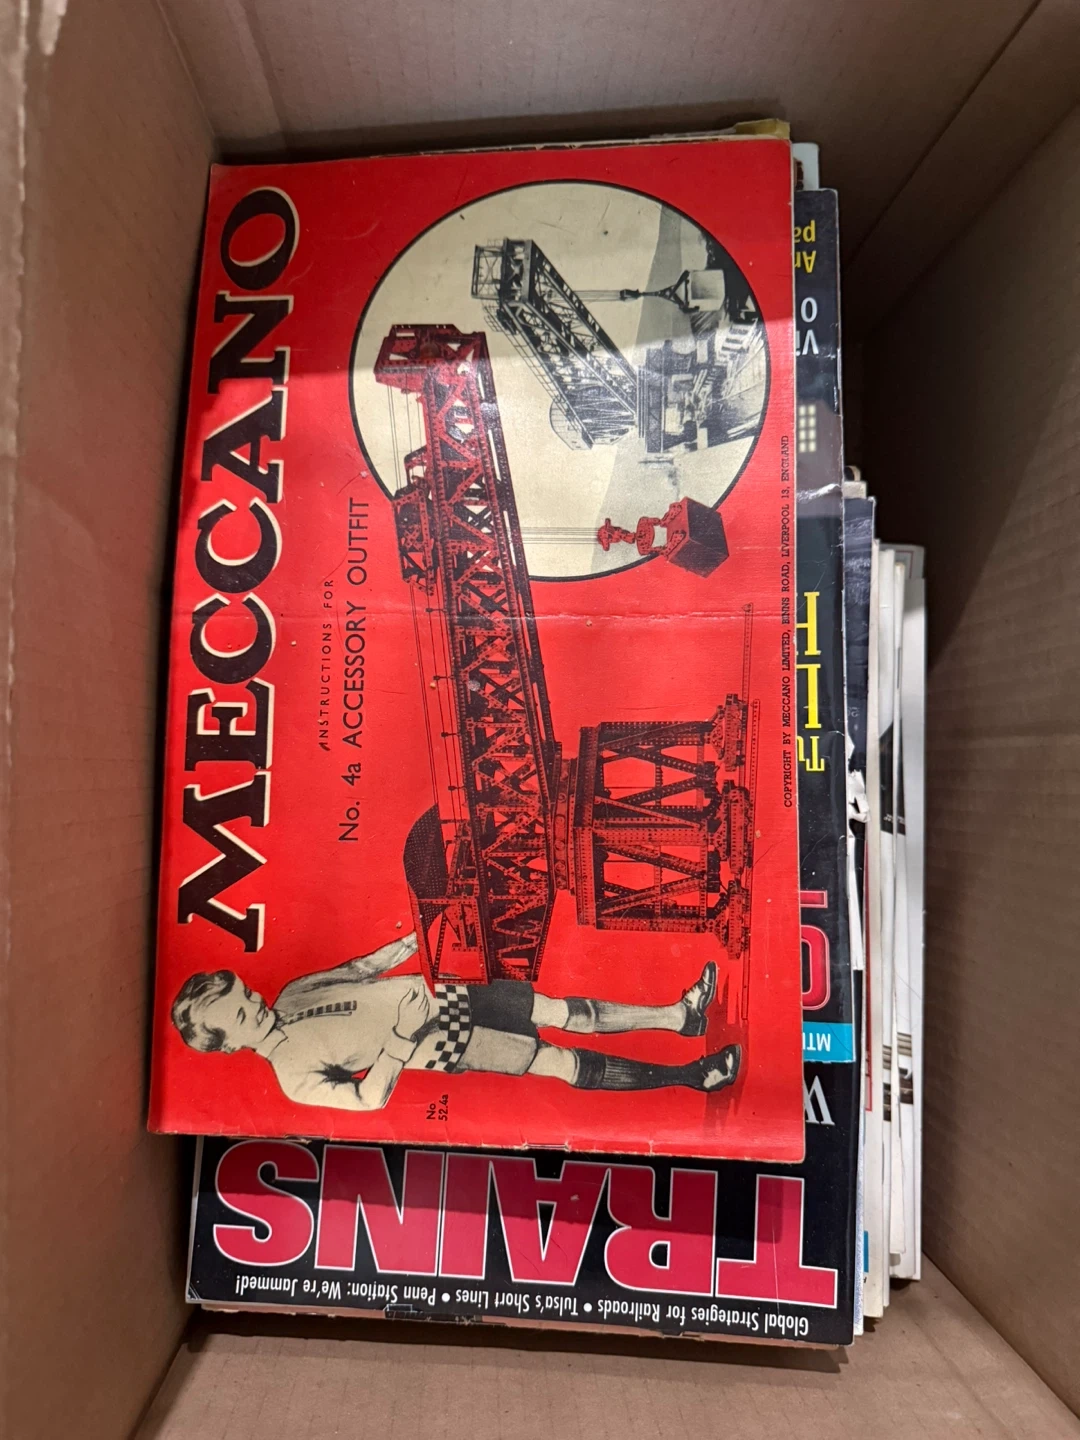 MECCANO
INSTRUCTIONS FOR
No. 4a ACCESSORY OUTFIT
No.
52.4a
COPYRIGHT BY MECCANO LIMITED, BINNS ROAD, LIVERPOOL 13, ENGLAND
Global Strategies for Railroads • Tulsa's Short Lines • Penn Station: We're Jammed!
TRAINS
W